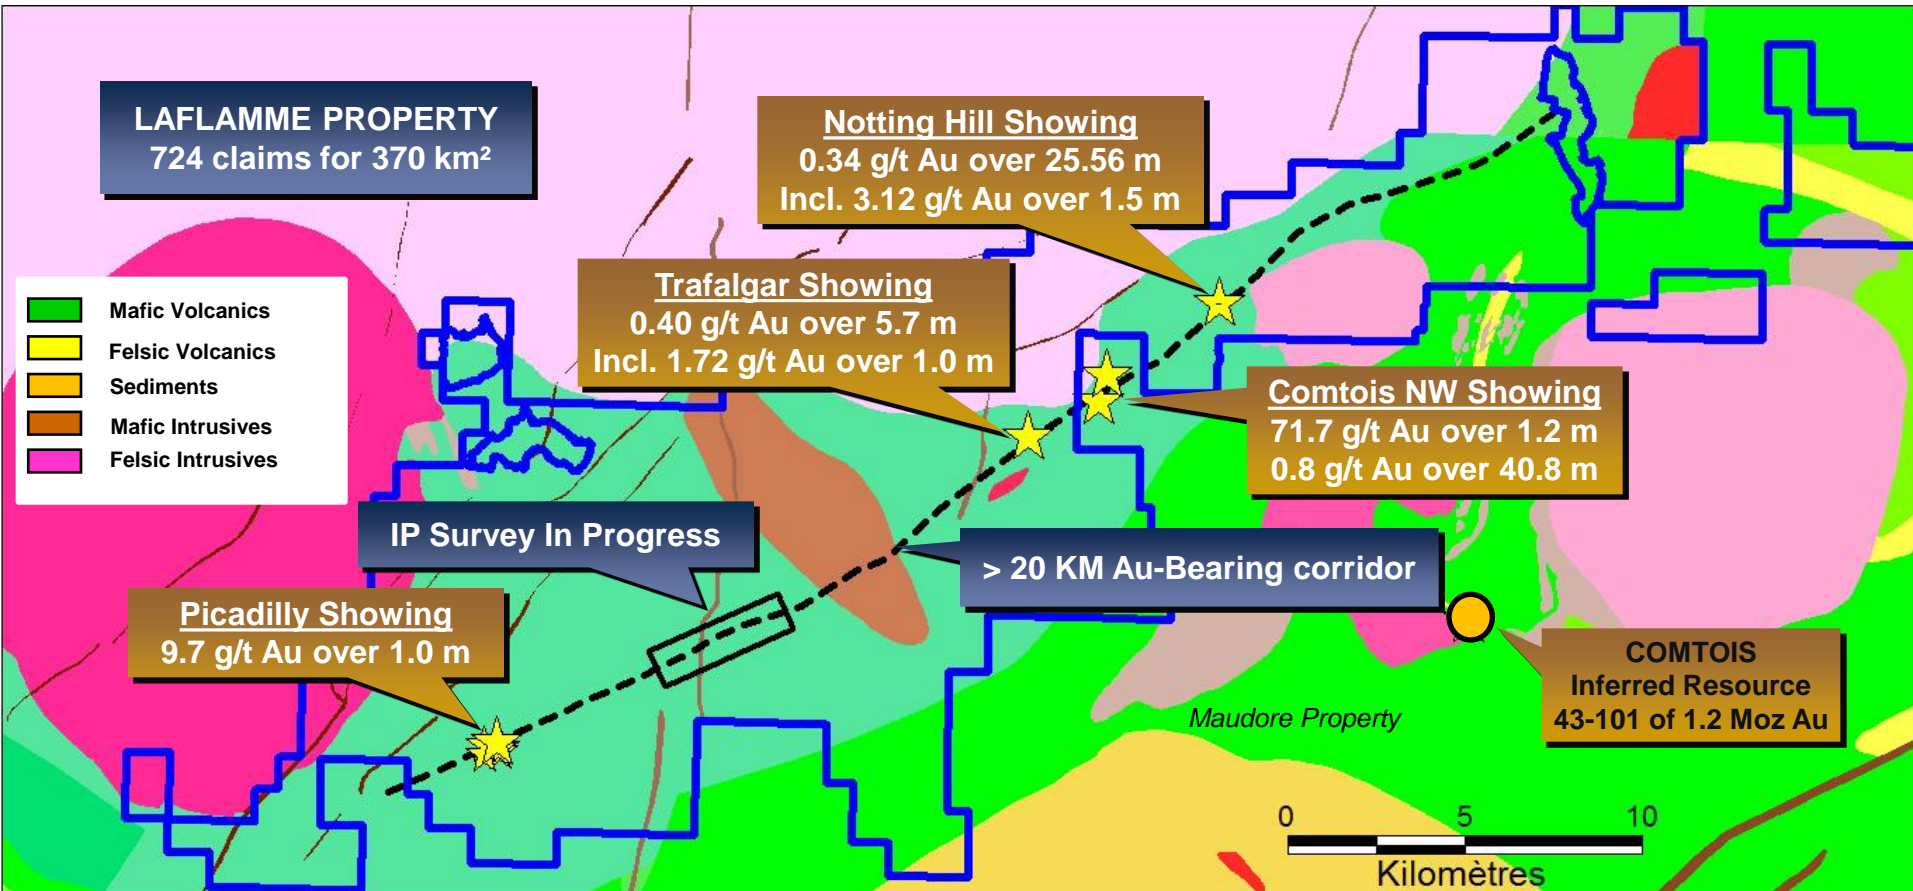 LAFLAMME PROPERTY
724 claims for 370 km²
Notting Hill Showing
0.34 g/t Au over 25.56 m
Incl. 3.12 g/t Au over 1.5 m
Trafalgar Showing
0.40 g/t Au over 5.7 m
Incl. 1.72 g/t Au over 1.0 m
Mafic Volcanics
Felsic Volcanics
Sediments
Mafic Intrusives
Felsic Intrusives
Comtois NW Showing
71.7 g/t Au over 1.2 m
0.8 g/t Au over 40.8 m
IP Survey In Progress
> 20 KM Au-Bearing corridor
Picadilly Showing
9.7 g/t Au over 1.0 m
COMTOIS
Inferred Resource
43-101 of 1.2 Moz Au
Maudore Property
0 5 10
Kilomètres